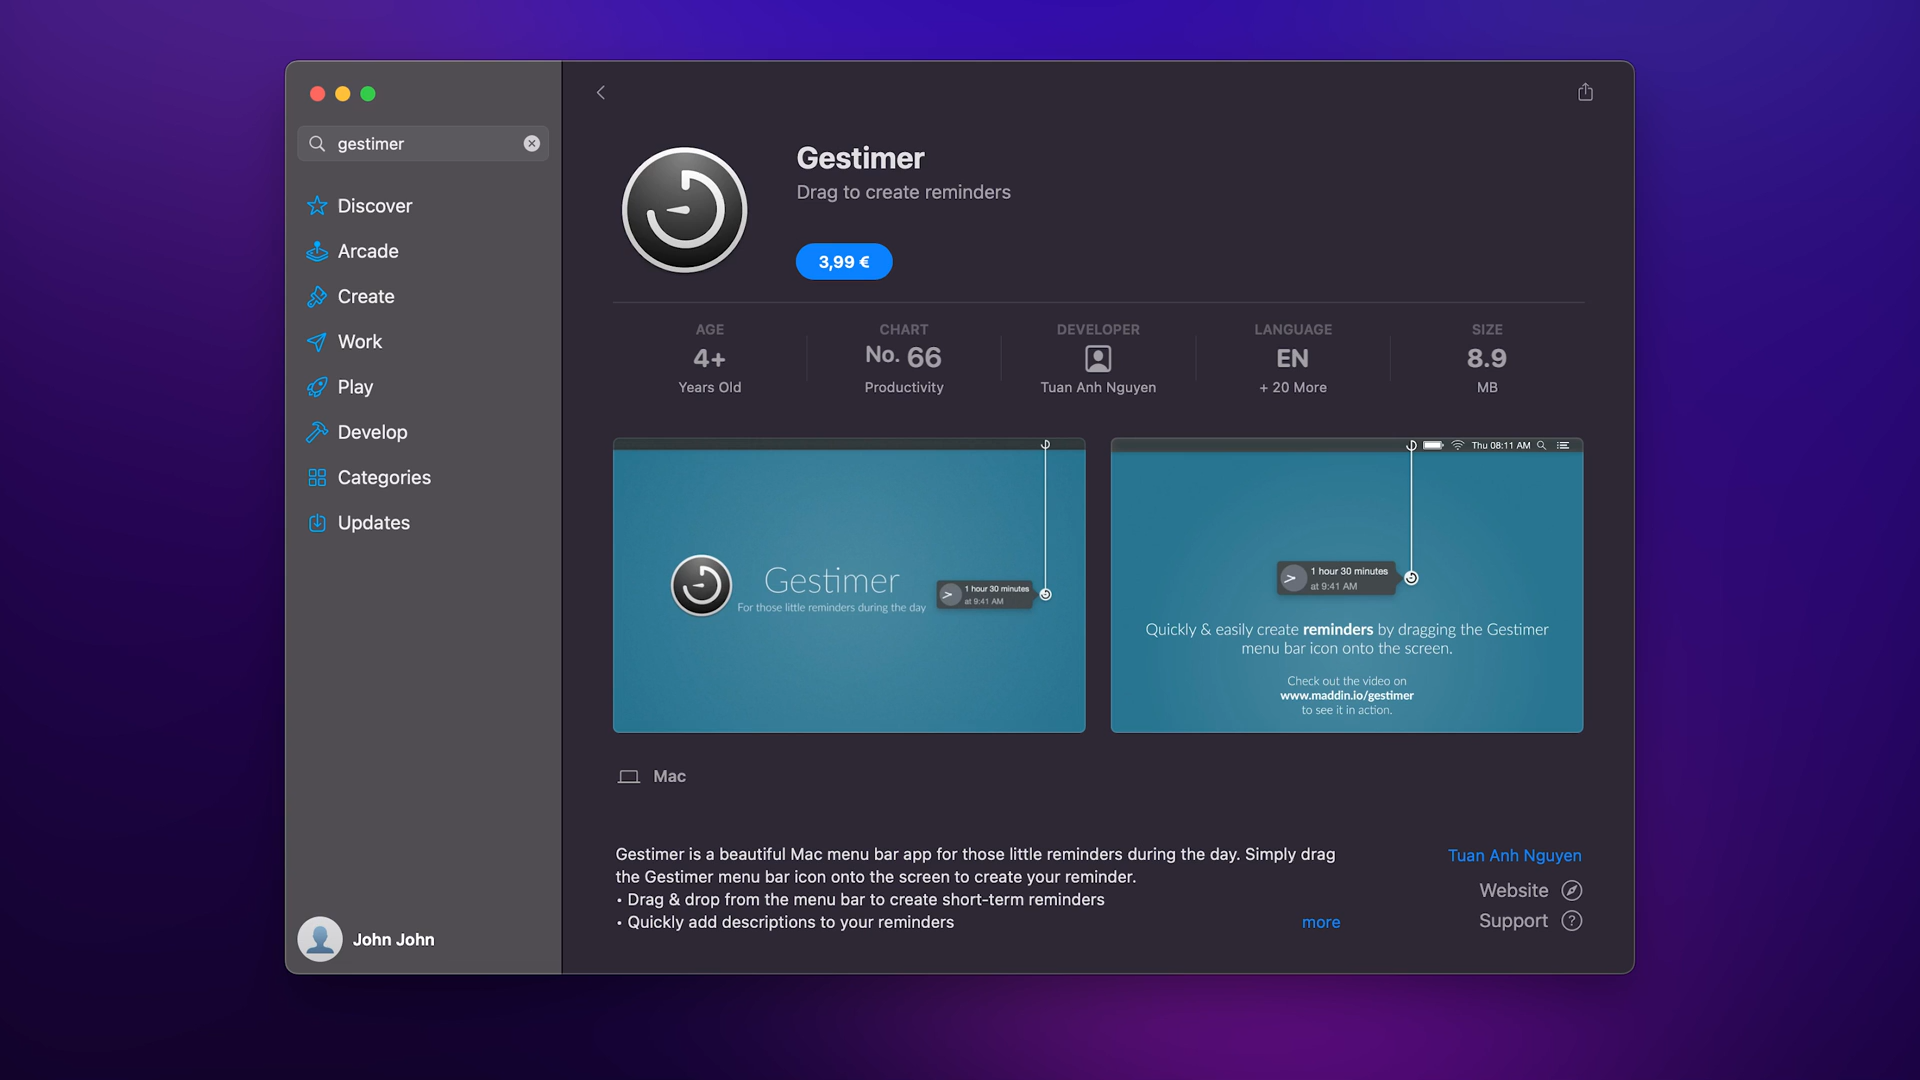 gestimer
Discover
Arcade
Create
Work
Play
Develop
Categories
Updates
John John
Gestimer
Drag to create reminders
3,99 €
AGE
4+
Years Old
CHART
No. 66
Productivity
DEVELOPER
Tuan Anh Nguyen
LANGUAGE
EN
+ 20 More
SIZE
8.9
MB
Gestimer
For those little reminders during the day
1 hour 30 minutes
at 9:41 AM
Thu 08:11 AM
1 hour 30 minutes
at 9:41 AM
Quickly & easily create reminders by dragging the Gestimer
menu bar icon onto the screen.
Check out the video on
www.maddin.io/gestimer
to see it in action.
Mac
Gestimer is a beautiful Mac menu bar app for those little reminders during the day. Simply drag
the Gestimer menu bar icon onto the screen to create your reminder.
• Drag & drop from the menu bar to create short-term reminders
• Quickly add descriptions to your reminders
more
Tuan Anh Nguyen
Website
Support